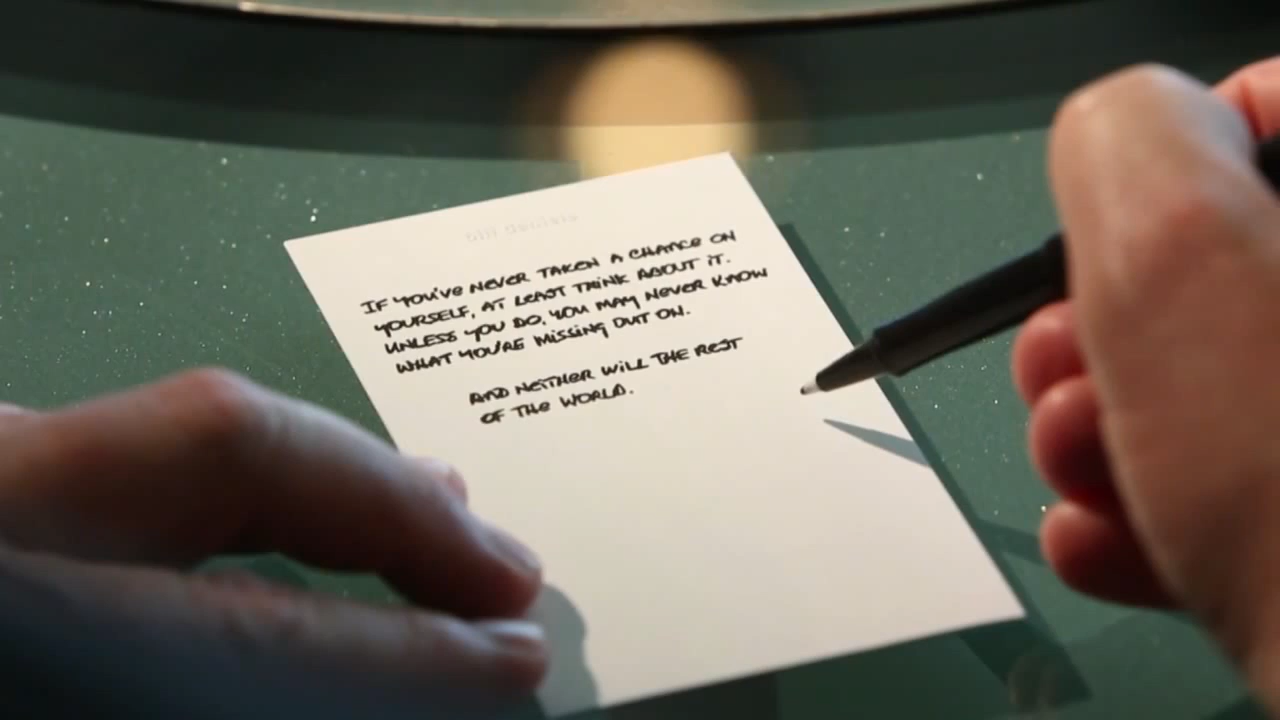 IF YOU'VE NEVER TAKEN A CHANCE ON
YOURSELF, AT LEAST THINK ABOUT IT.
UNLESS YOU DO, YOU MAY NEVER KNOW
WHAT YOU'RE MISSING OUT ON.
AND NEITHER WILL THE REST
OF THE WORLD.